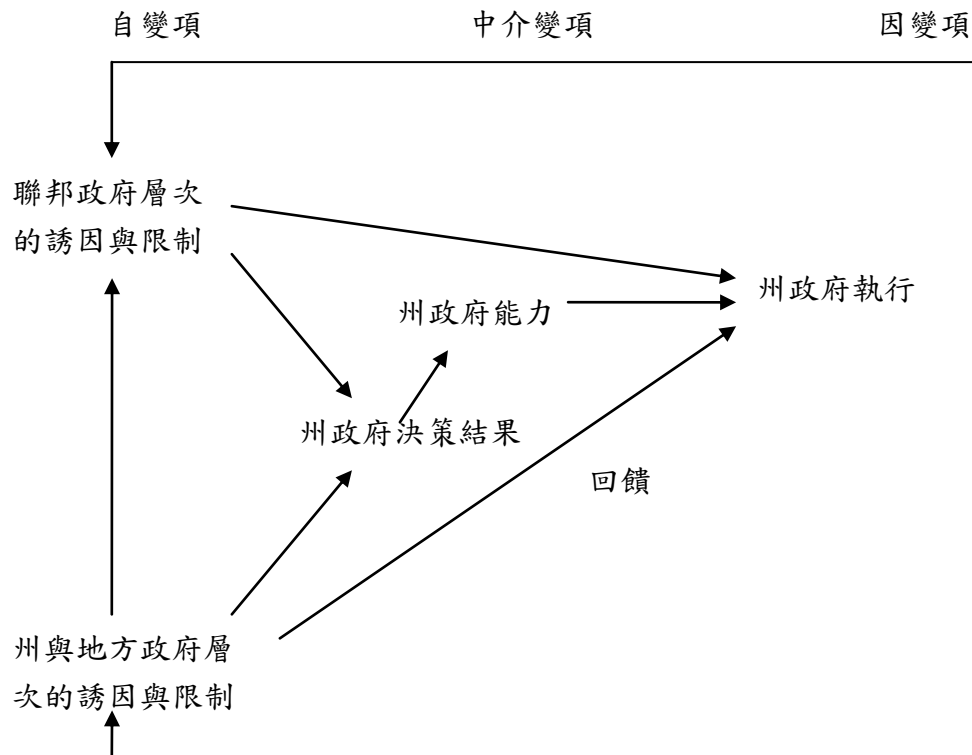 自變項 中介變項 因變項
聯邦政府層次
的誘因與限制
州政府執行
州政府能力
州政府決策結果
回饋
州與地方政府層
次的誘因與限制